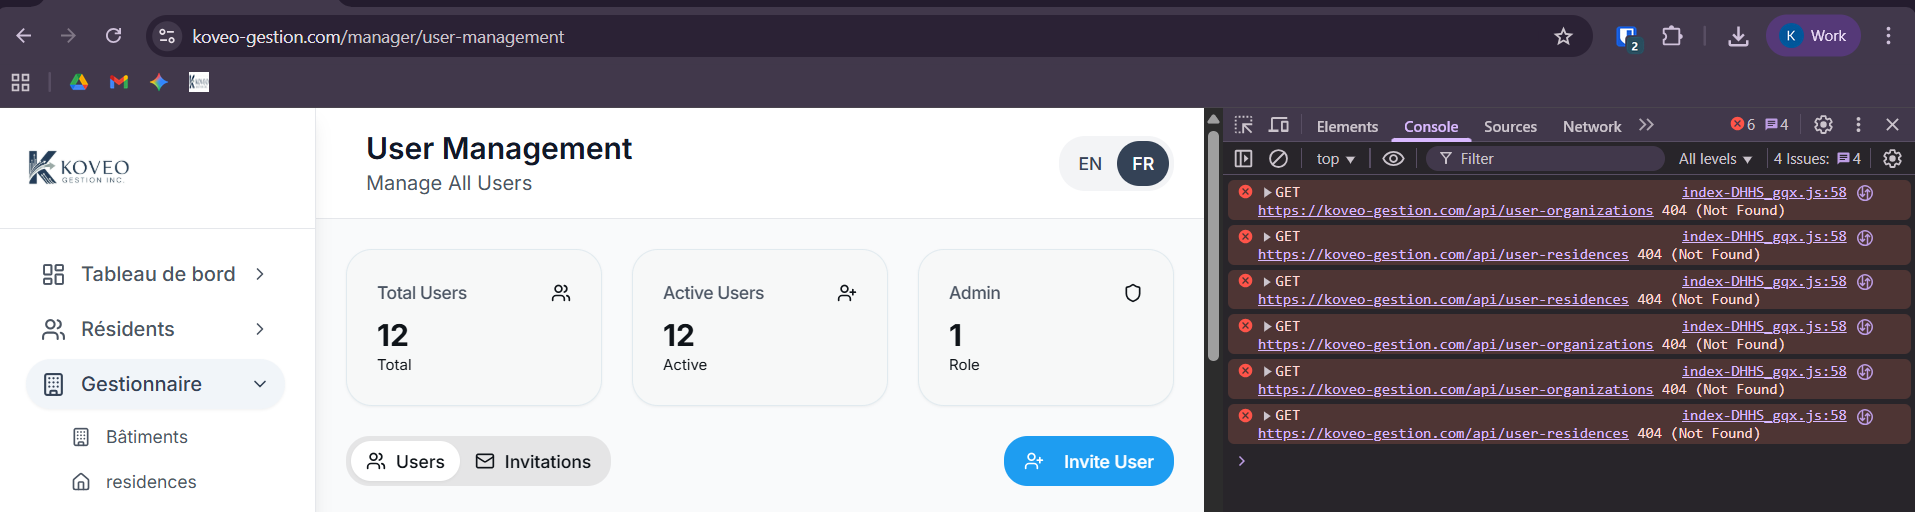 koveo-gestion.com/manager/user-management
2
K Work
KOVEO
GESTION INC.
Tableau de bord
Résidents
Gestionnaire
Bâtiments
residences
User Management
Manage All Users
EN FR
Total Users
12
Total
Active Users
12
Active
Admin
1
Role
Users Invitations
Invite User
Elements Console Sources Network 6 4
top Filter All levels 4 Issues: 4
GET index-DHHS_gqx.js:58
https://koveo-gestion.com/api/user-organizations 404 (Not Found)
GET index-DHHS_gqx.js:58
https://koveo-gestion.com/api/user-residences 404 (Not Found)
GET index-DHHS_gqx.js:58
https://koveo-gestion.com/api/user-residences 404 (Not Found)
GET index-DHHS_gqx.js:58
https://koveo-gestion.com/api/user-organizations 404 (Not Found)
GET index-DHHS_gqx.js:58
https://koveo-gestion.com/api/user-organizations 404 (Not Found)
GET index-DHHS_gqx.js:58
https://koveo-gestion.com/api/user-residences 404 (Not Found)